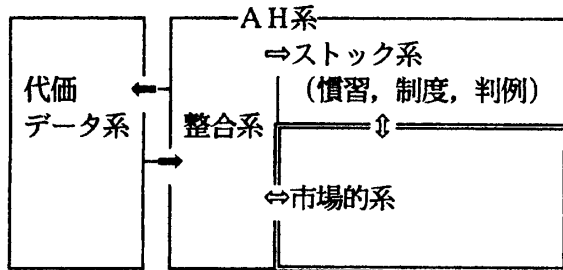 AH系
⇨ストック系
代価
(慣習,制度,判例)
データ系
整合系
⇕
⇔市場的系